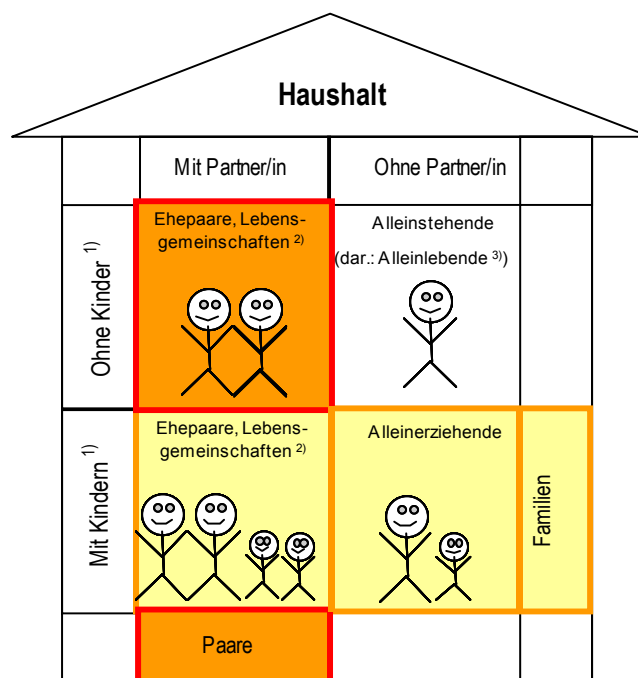 Haushalt
Mit Partner/in
Ohne Partner/in
Ohne Kinder 1)
Ehepaare, Lebens-
gemeinschaften 2)
Alleinstehende
(dar.: Alleinlebende 3))
Mit Kindern 1)
Ehepaare, Lebens-
gemeinschaften 2)
Alleinerziehende
Familien
Paare